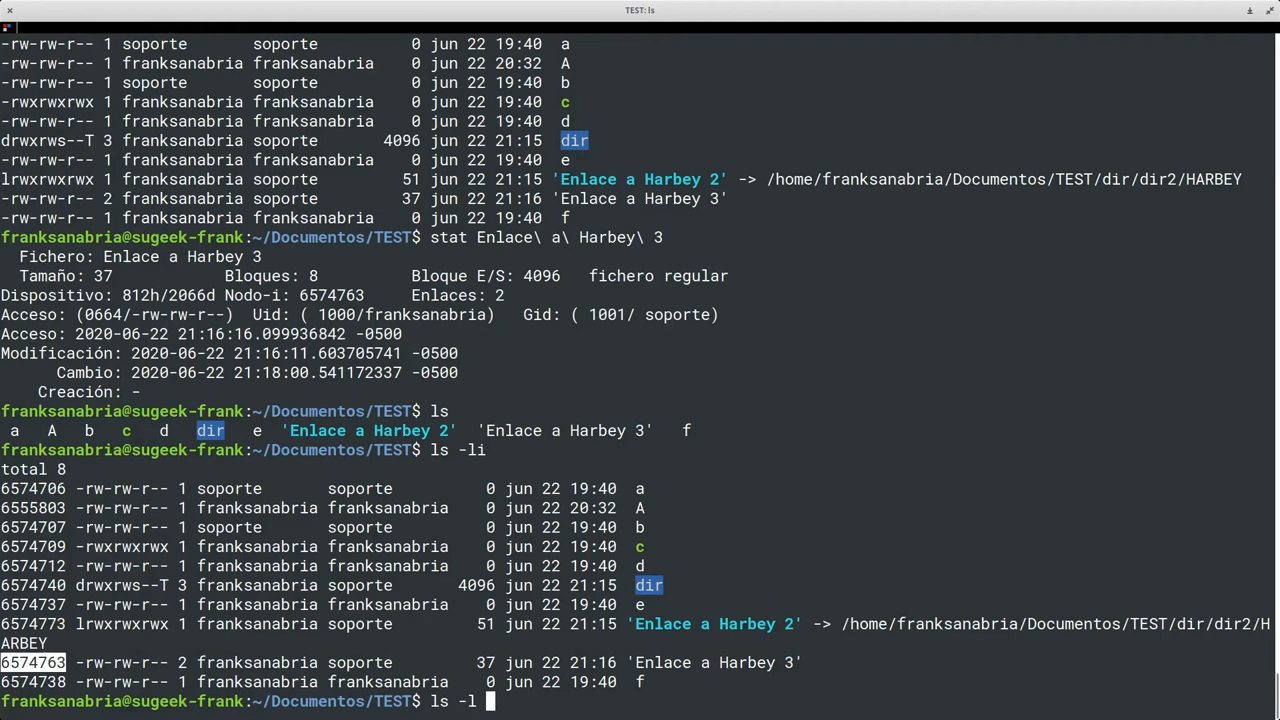 TEST: ls
-rw-rw-r-- 1 soporte soporte 0 jun 22 19:40 a
-rw-rw-r-- 1 franksanabria franksanabria 0 jun 22 20:32 A
-rw-rw-r-- 1 soporte soporte 0 jun 22 19:40 b
-rwxrwxrwx 1 franksanabria franksanabria 0 jun 22 19:40 c
-rw-rw-r-- 1 franksanabria franksanabria 0 jun 22 19:40 d
drwxrws--T 3 franksanabria soporte 4096 jun 22 21:15 dir
-rw-rw-r-- 1 franksanabria franksanabria 0 jun 22 19:40 e
lrwxrwxrwx 1 franksanabria soporte 51 jun 22 21:15 'Enlace a Harbey 2' -> /home/franksanabria/Documentos/TEST/dir/dir2/HARBEY
-rw-rw-r-- 2 franksanabria soporte 37 jun 22 21:16 'Enlace a Harbey 3'
-rw-rw-r-- 1 franksanabria franksanabria 0 jun 22 19:40 f
franksanabria@sugeek-frank:~/Documentos/TEST$ stat Enlace\ a\ Harbey\ 3
Fichero: Enlace a Harbey 3
Tamaño: 37 Bloques: 8 Bloque E/S: 4096 fichero regular
Dispositivo: 812h/2066d Nodo-i: 6574763 Enlaces: 2
Acceso: (0664/-rw-rw-r--) Uid: ( 1000/franksanabria) Gid: ( 1001/ soporte)
Acceso: 2020-06-22 21:16:16.099936842 -0500
Modificación: 2020-06-22 21:16:11.603705741 -0500
Cambio: 2020-06-22 21:18:00.541172337 -0500
Creación: -
franksanabria@sugeek-frank:~/Documentos/TEST$ ls
a A b c d dir e 'Enlace a Harbey 2' 'Enlace a Harbey 3' f
franksanabria@sugeek-frank:~/Documentos/TEST$ ls -li
total 8
6574706 -rw-rw-r-- 1 soporte soporte 0 jun 22 19:40 a
6555803 -rw-rw-r-- 1 franksanabria franksanabria 0 jun 22 20:32 A
6574707 -rw-rw-r-- 1 soporte soporte 0 jun 22 19:40 b
6574709 -rwxrwxrwx 1 franksanabria franksanabria 0 jun 22 19:40 c
6574712 -rw-rw-r-- 1 franksanabria franksanabria 0 jun 22 19:40 d
6574740 drwxrws--T 3 franksanabria soporte 4096 jun 22 21:15 dir
6574737 -rw-rw-r-- 1 franksanabria franksanabria 0 jun 22 19:40 e
6574773 lrwxrwxrwx 1 franksanabria soporte 51 jun 22 21:15 'Enlace a Harbey 2' -> /home/franksanabria/Documentos/TEST/dir/dir2/H
ARBEY
6574763 -rw-rw-r-- 2 franksanabria soporte 37 jun 22 21:16 'Enlace a Harbey 3'
6574738 -rw-rw-r-- 1 franksanabria franksanabria 0 jun 22 19:40 f
franksanabria@sugeek-frank:~/Documentos/TEST$ ls -l